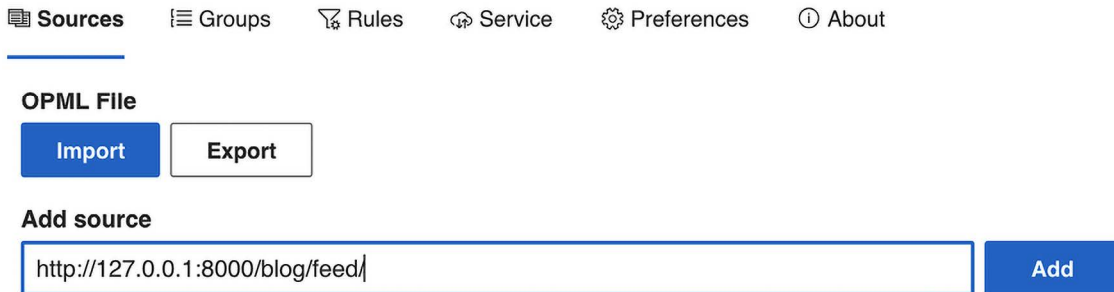 Sources Groups Rules Service Preferences About
OPML File
Import Export
Add source
http://127.0.0.1:8000/blog/feed/ Add